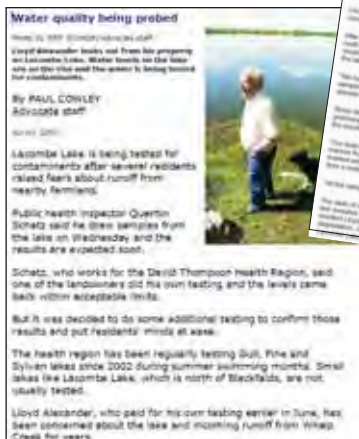 Water quality being probed
Lloyd Alexander looks out from his property
on Lacombe Lake. Water levels on the lake
are on the rise and the water is being tested
for contaminants.
By PAUL COWLEY
Advocate staff
Lacombe Lake is being tested for
contaminants after several residents
raised fears about runoff from
nearby farmland.
Public health inspector Quentin
Schatz said he drew samples from
the lake on Wednesday and the
results are expected soon.
Schatz, who works for the David Thompson Health Region, said
one of the landowners did his own testing and the levels came
back within acceptable limits.
But it was decided to do some additional testing to confirm those
results and put residents' minds at ease.
The health region has been regularly testing Gull, Pine and
Sylvan lakes since 2002 during summer swimming months. Small
lakes like Lacombe Lake, which is north of Blackfalds, are not
usually tested.
Lloyd Alexander, who paid for his own testing earlier in June, has
been concerned about the lake and incoming runoff from Whelp
Creek for years.